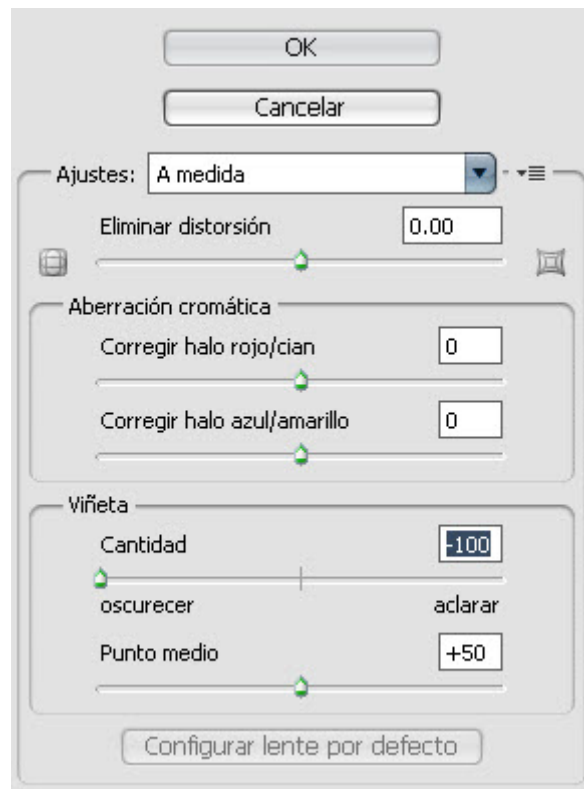 OK
Cancelar
Ajustes: A medida
Eliminar distorsión 0.00
Aberración cromática
Corregir halo rojo/cian 0
Corregir halo azul/amarillo 0
Viñeta
Cantidad -100
oscurecer aclarar
Punto medio +50
Configurar lente por defecto